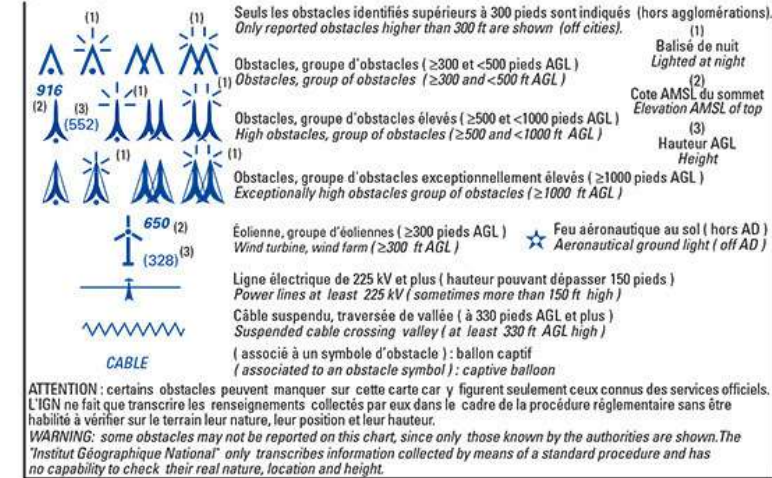 Seuls les obstacles identifiés supérieurs à 300 pieds sont indiqués (hors agglomérations).
Only reported obstacles higher than 300 ft are shown (off cities).
(1) (1)
Obstacles, groupe d'obstacles ( ≥300 et <500 pieds AGL )
Obstacles, group of obstacles ( ≥300 and <500 ft AGL )
(1)
Balisé de nuit
Lighted at night
(2)
Cote AMSL du sommet
Elevation AMSL of top
(3)
Hauteur AGL
Height
916
(2) (3) (1) (1)
(552)
Obstacles, groupe d'obstacles élevés ( ≥500 et <1000 pieds AGL )
High obstacles, group of obstacles ( ≥500 and <1000 ft AGL )
(1) (1)
Obstacles, groupe d'obstacles exceptionnellement élevés ( ≥1000 pieds AGL )
Exceptionally high obstacles group of obstacles ( ≥1000 ft AGL )
650 (2)
(328) (3)
Éolienne, groupe d'éoliennes ( ≥300 pieds AGL )
Wind turbine, wind farm ( ≥300 ft AGL )
Feu aéronautique au sol ( hors AD )
Aeronautical ground light ( off AD )
Ligne électrique de 225 kV et plus ( hauteur pouvant dépasser 150 pieds )
Power lines at least 225 kV ( sometimes more than 150 ft high )
Câble suspendu, traversée de vallée ( à 330 pieds AGL et plus )
Suspended cable crossing valley ( at least 330 ft AGL high )
CABLE
( associé à un symbole d'obstacle ) : ballon captif
( associated to an obstacle symbol ) : captive balloon
ATTENTION : certains obstacles peuvent manquer sur cette carte car y figurent seulement ceux connus des services officiels.
L'IGN ne fait que transcrire les renseignements collectés par eux dans le cadre de la procédure réglementaire sans être
habilité à vérifier sur le terrain leur nature, leur position et leur hauteur.
WARNING: some obstacles may not be reported on this chart, since only those known by the authorities are shown. The
"Institut Géographique National" only transcribes information collected by means of a standard procedure and has
no capability to check their real nature, location and height.